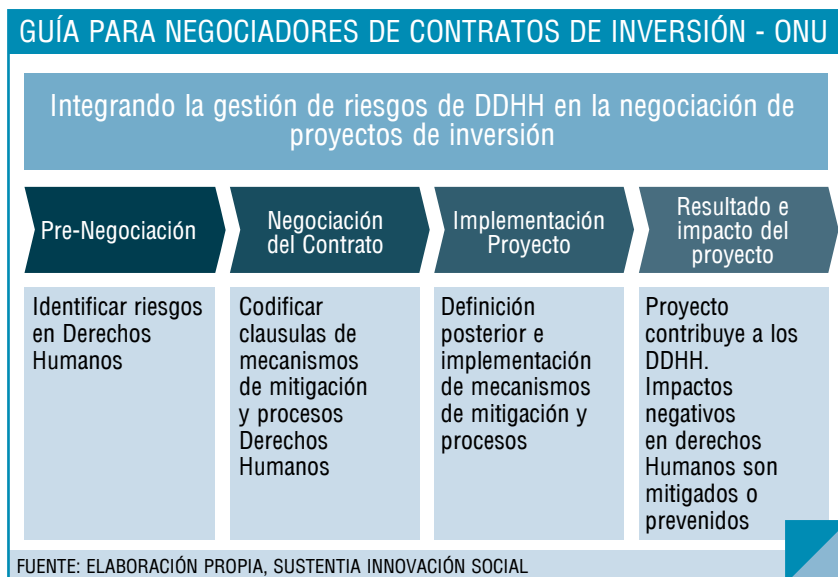 GUÍA PARA NEGOCIADORES DE CONTRATOS DE INVERSIÓN - ONU
Integrando la gestión de riesgos de DDHH en la negociación de
proyectos de inversión
Pre-Negociación
Negociación
del Contrato
Implementación
Proyecto
Resultado e
impacto del
proyecto
Identificar riesgos
en Derechos
Humanos
Codificar
clausulas de
mecanismos
de mitigación
y procesos
Derechos
Humanos
Definición
posterior e
implementación
de mecanismos
de mitigación y
procesos
Proyecto
contribuye a los
DDHH.
Impactos
negativos
en derechos
Humanos son
mitigados o
prevenidos
FUENTE: ELABORACIÓN PROPIA, SUSTENTIA INNOVACIÓN SOCIAL